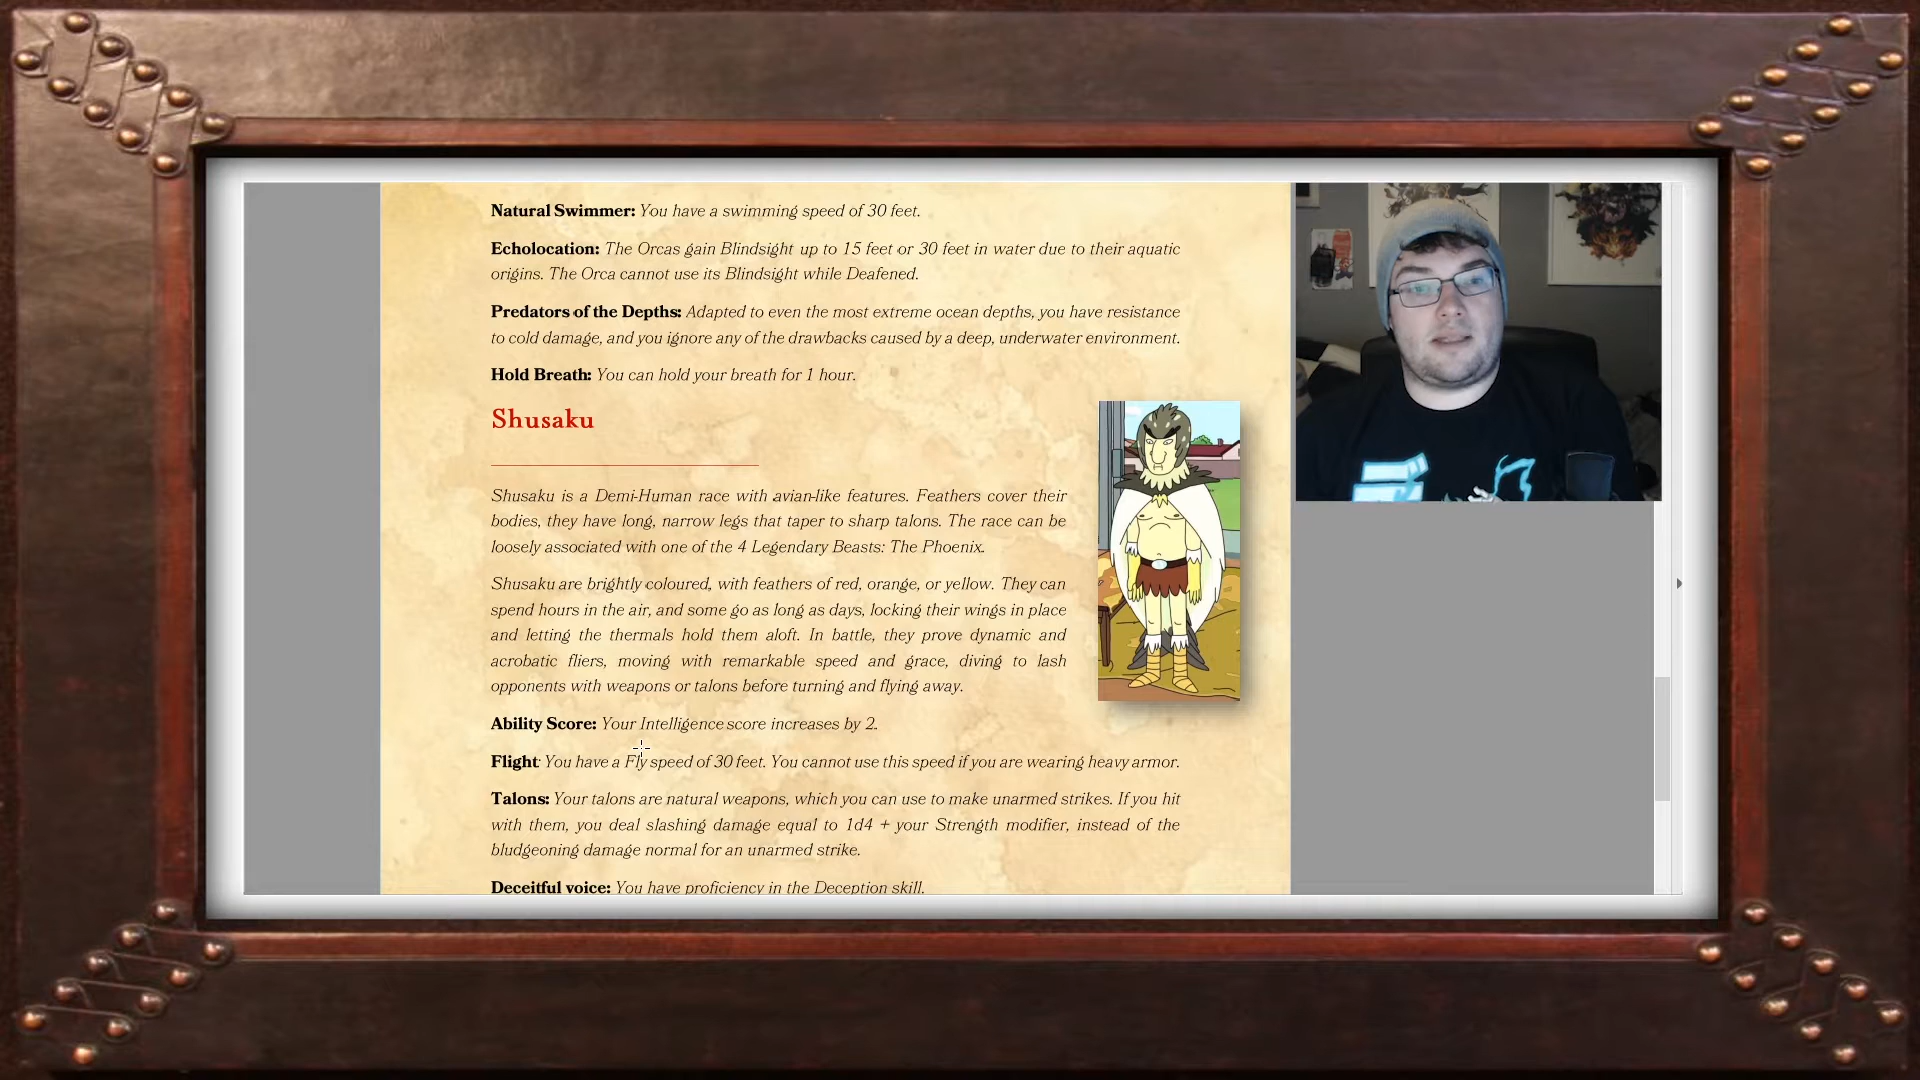 Natural Swimmer: You have a swimming speed of 30 feet.
Echolocation: The Orcas gain Blindsight up to 15 feet or 30 feet in water due to their aquatic
origins. The Orca cannot use its Blindsight while Deafened.
Predators of the Depths: Adapted to even the most extreme ocean depths, you have resistance
to cold damage, and you ignore any of the drawbacks caused by a deep, underwater environment.
Hold Breath: You can hold your breath for 1 hour.
Shusaku
Shusaku is a Demi-Human race with avian-like features. Feathers cover their
bodies, they have long, narrow legs that taper to sharp talons. The race can be
loosely associated with one of the 4 Legendary Beasts: The Phoenix.
Shusaku are brightly coloured, with feathers of red, orange, or yellow. They can
spend hours in the air, and some go as long as days, locking their wings in place
and letting the thermals hold them aloft. In battle, they prove dynamic and
acrobatic fliers, moving with remarkable speed and grace, diving to lash
opponents with weapons or talons before turning and flying away.
Ability Score: Your Intelligence score increases by 2.
Flight: You have a Fly speed of 30 feet. You cannot use this speed if you are wearing heavy armor.
Talons: Your talons are natural weapons, which you can use to make unarmed strikes. If you hit
with them, you deal slashing damage equal to 1d4 + your Strength modifier, instead of the
bludgeoning damage normal for an unarmed strike.
Deceitful voice: You have proficiency in the Deception skill.